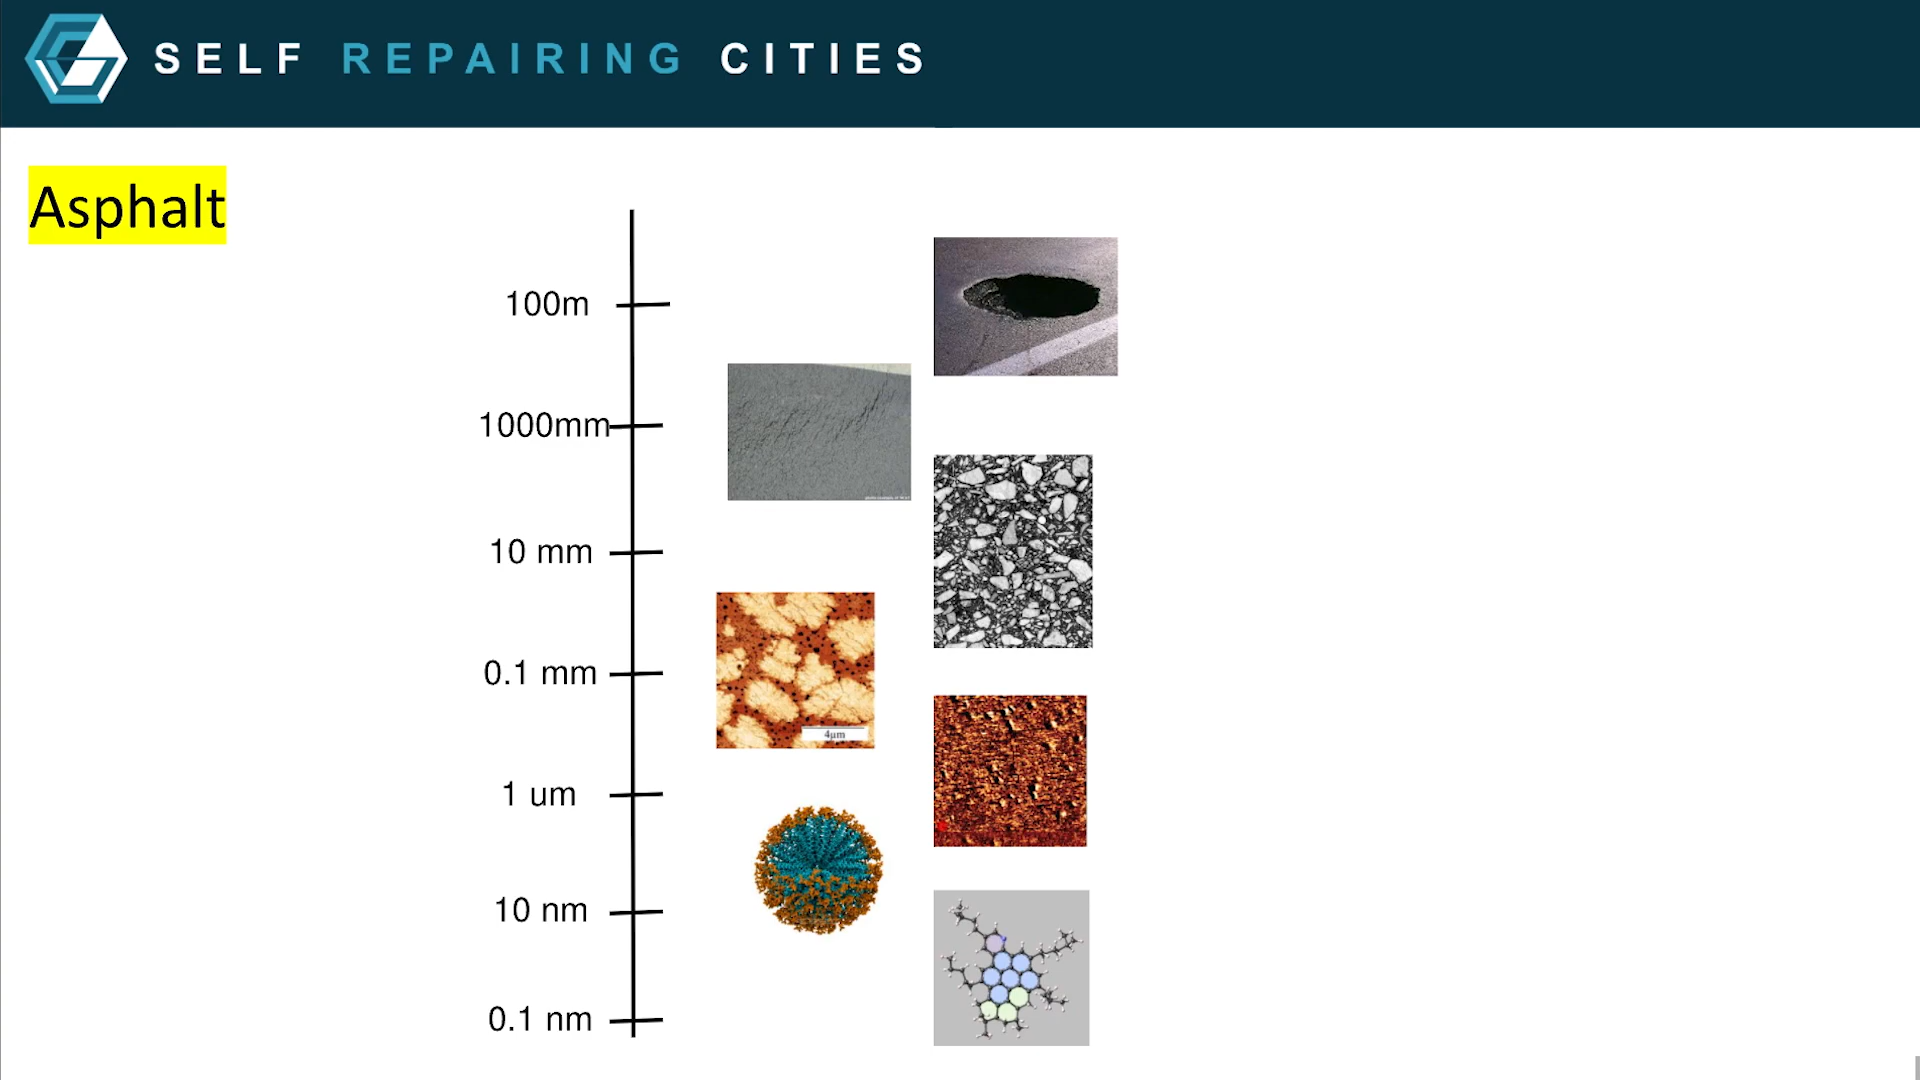 SELF REPAIRING CITIES
Asphalt
100m
1000mm
10 mm
0.1 mm
4μm
1 um
10 nm
0.1 nm